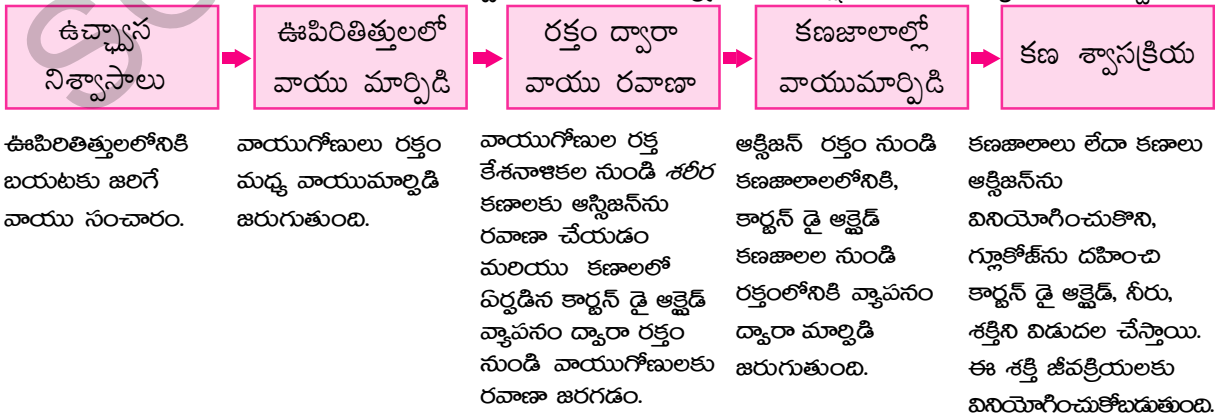 ఉచ్ఛ్వాస
నిశ్వాసాలు
ఊపిరితిత్తులలో
వాయు మార్పిడి
రక్తం ద్వారా
వాయు రవాణా
కణజాలాల్లో
వాయుమార్పిడి
కణ శ్వాసక్రియ
ఊపిరితిత్తులలోనికి
బయటకు జరిగే
వాయు సంచారం.
వాయుగోణులు రక్తం
మధ్య వాయుమార్పిడి
జరుగుతుంది.
వాయుగోణుల రక్త
కేశనాళికల నుండి శరీర
కణాలకు ఆక్సిజన్‌ను
రవాణా చేయడం
మరియు కణాలలో
ఏర్పడిన కార్బన్ డై ఆక్సైడ్
వ్యాపనం ద్వారా రక్తం
నుండి వాయుగోణులకు
రవాణా జరగడం.
ఆక్సిజన్ రక్తం నుండి
కణజాలాలలోనికి,
కార్బన్ డై ఆక్సైడ్
కణజాలల నుండి
రక్తంలోనికి వ్యాపనం
ద్వారా మార్పిడి
జరుగుతుంది.
కణజాలాలు లేదా కణాలు
ఆక్సిజన్‌ను
వినియోగించుకొని,
గ్లూకోజ్‌ను దహించి
కార్బన్ డై ఆక్సైడ్, నీరు,
శక్తిని విడుదల చేస్తాయి.
ఈ శక్తి జీవక్రియలకు
వినియోగించుకోబడుతుంది.